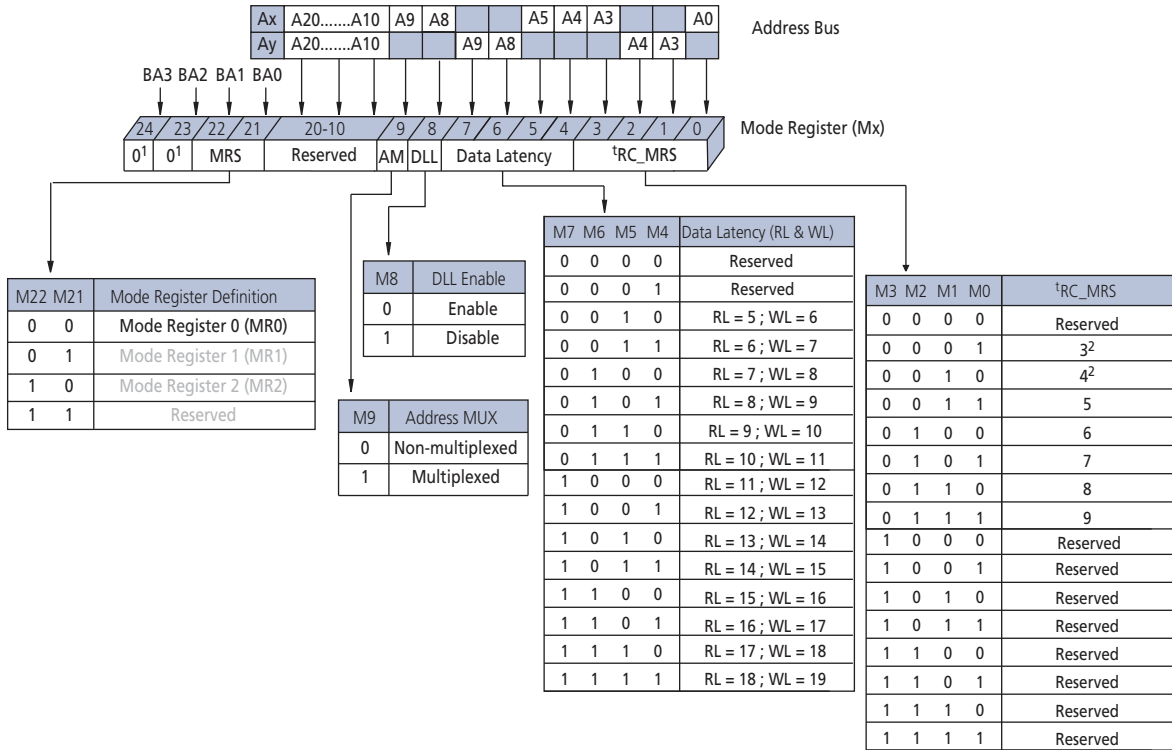 Ax A20.......A10 A9 A8 A5 A4 A3 A0
Ay A20.......A10 A9 A8 A4 A3
Address Bus
BA3 BA2 BA1 BA0
24 23 22 21 20-10 9 8 7 6 5 4 3 2 1 0
Mode Register (Mx)
0¹ 0¹ MRS Reserved AM DLL Data Latency tRC_MRS
M22 M21 Mode Register Definition
0 0 Mode Register 0 (MR0)
0 1 Mode Register 1 (MR1)
1 0 Mode Register 2 (MR2)
1 1 Reserved
M8 DLL Enable
0 Enable
1 Disable
M9 Address MUX
0 Non-multiplexed
1 Multiplexed
M7 M6 M5 M4 Data Latency (RL & WL)
0 0 0 0 Reserved
0 0 0 1 Reserved
0 0 1 0 RL = 5 ; WL = 6
0 0 1 1 RL = 6 ; WL = 7
0 1 0 0 RL = 7 ; WL = 8
0 1 0 1 RL = 8 ; WL = 9
0 1 1 0 RL = 9 ; WL = 10
0 1 1 1 RL = 10 ; WL = 11
1 0 0 0 RL = 11 ; WL = 12
1 0 0 1 RL = 12 ; WL = 13
1 0 1 0 RL = 13 ; WL = 14
1 0 1 1 RL = 14 ; WL = 15
1 1 0 0 RL = 15 ; WL = 16
1 1 0 1 RL = 16 ; WL = 17
1 1 1 0 RL = 17 ; WL = 18
1 1 1 1 RL = 18 ; WL = 19
M3 M2 M1 M0 tRC_MRS
0 0 0 0 Reserved
0 0 0 1 3²
0 0 1 0 4²
0 0 1 1 5
0 1 0 0 6
0 1 0 1 7
0 1 1 0 8
0 1 1 1 9
1 0 0 0 Reserved
1 0 0 1 Reserved
1 0 1 0 Reserved
1 0 1 1 Reserved
1 1 0 0 Reserved
1 1 0 1 Reserved
1 1 1 0 Reserved
1 1 1 1 Reserved